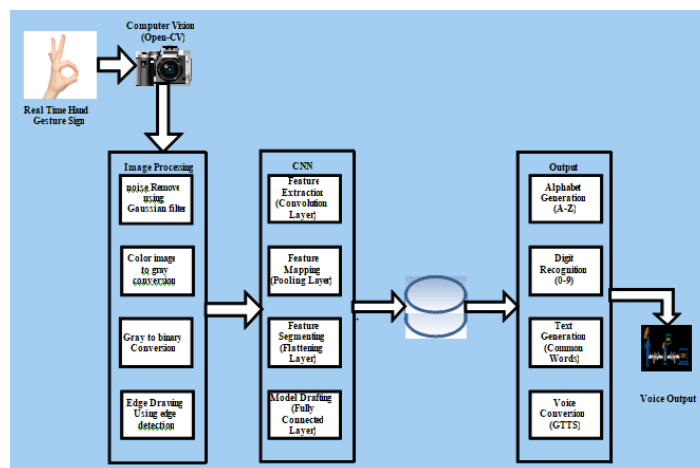 Computer Vision
(Open-CV)
Real Time Hand
Gesture Sign
Image Processing
noise Remove
using
Gaussian filter
Color image
to gray
conversion
Gray to binary
Conversion
Edge Drawing
Using edge
detection
CNN
Feature
Extraction
(Convolution
Layer)
Feature
Mapping
(Pooling Layer)
Feature
Segmenting
(Flattening
Layer)
Model Drafting
(Fully
Connected
Layer)
Output
Alphabet
Generation
(A-Z)
Digit
Recognition
(0-9)
Text
Generation
(Common
Words)
Voice
Conversion
(GTTS)
Voice Output